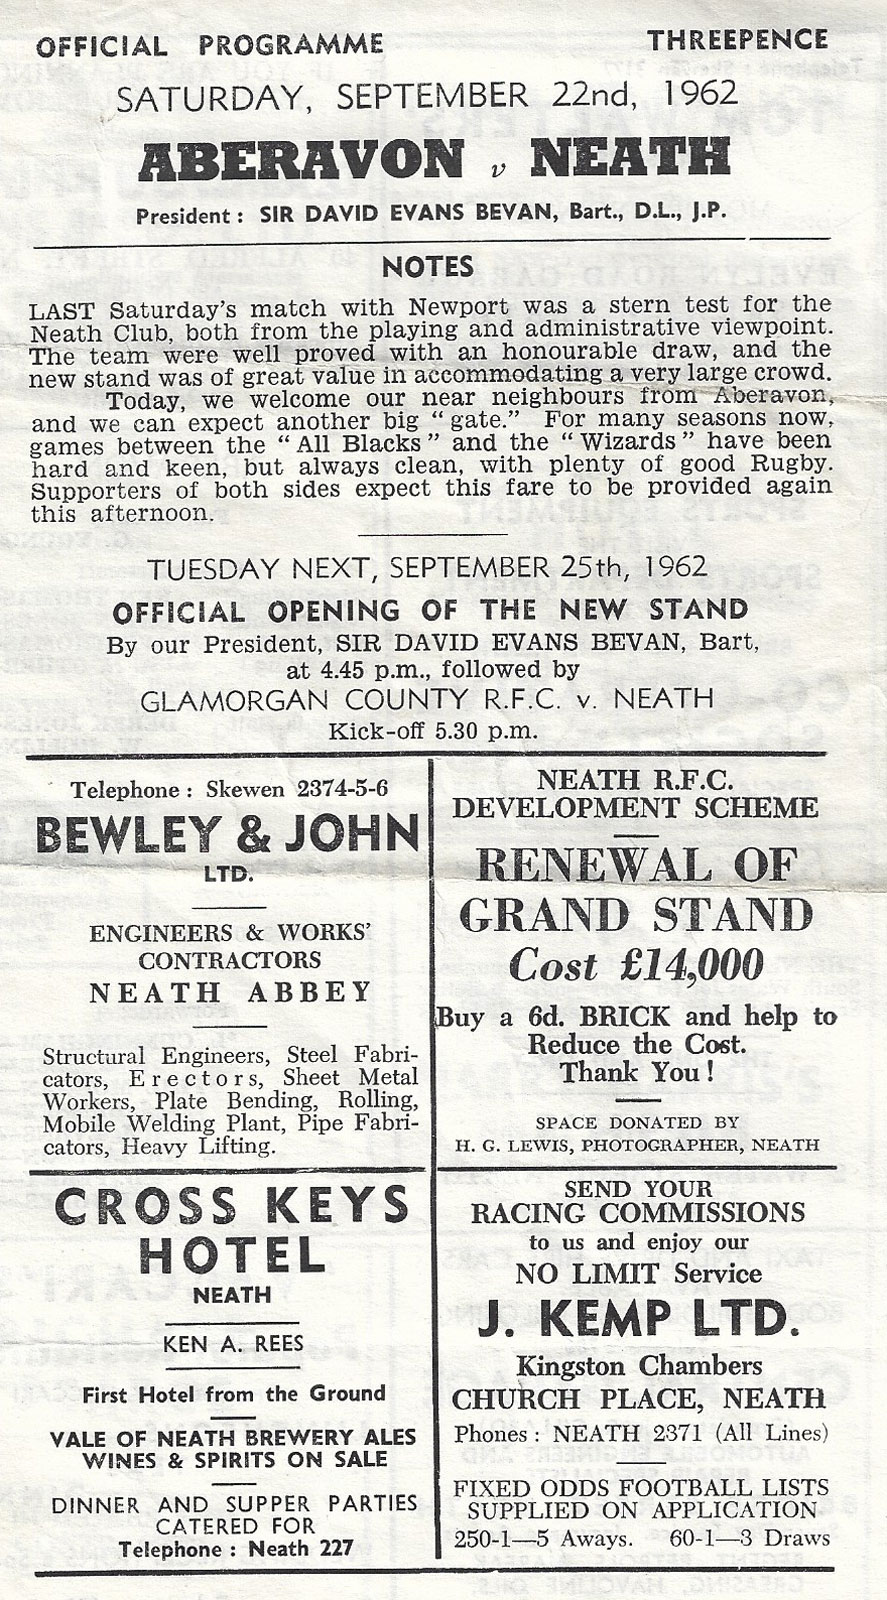 OFFICIAL PROGRAMME THREEPENCE
SATURDAY, SEPTEMBER 22nd, 1962
ABERAVON v NEATH
President : SIR DAVID EVANS BEVAN, Bart., D.L., J.P.
NOTES
LAST Saturday's match with Newport was a stern test for the
Neath Club, both from the playing and administrative viewpoint.
The team were well proved with an honourable draw, and the
new stand was of great value in accommodating a very large crowd.
Today, we welcome our near neighbours from Aberavon,
and we can expect another big "gate." For many seasons now,
games between the "All Blacks" and the "Wizards" have been
hard and keen, but always clean, with plenty of good Rugby.
Supporters of both sides expect this fare to be provided again
this afternoon.
TUESDAY NEXT, SEPTEMBER 25th, 1962
OFFICIAL OPENING OF THE NEW STAND
By our President, SIR DAVID EVANS BEVAN, Bart,
at 4.45 p.m., followed by
GLAMORGAN COUNTY R.F.C. v. NEATH
Kick-off 5.30 p.m.
Telephone : Skewen 2374-5-6
BEWLEY & JOHN
LTD.
ENGINEERS & WORKS'
CONTRACTORS
NEATH ABBEY
Structural Engineers, Steel Fabri-
cators, Erectors, Sheet Metal
Workers, Plate Bending, Rolling,
Mobile Welding Plant, Pipe Fabri-
cators, Heavy Lifting.
NEATH R.F.C.
DEVELOPMENT SCHEME
RENEWAL OF
GRAND STAND
Cost £14,000
Buy a 6d. BRICK and help to
Reduce the Cost.
Thank You !
SPACE DONATED BY
H. G. LEWIS, PHOTOGRAPHER, NEATH
CROSS KEYS
HOTEL
NEATH
KEN A. REES
First Hotel from the Ground
VALE OF NEATH BREWERY ALES
WINES & SPIRITS ON SALE
DINNER AND SUPPER PARTIES
CATERED FOR
Telephone : Neath 227
SEND YOUR
RACING COMMISSIONS
to us and enjoy our
NO LIMIT Service
J. KEMP LTD.
Kingston Chambers
CHURCH PLACE, NEATH
Phones : NEATH 2371 (All Lines)
FIXED ODDS FOOTBALL LISTS
SUPPLIED ON APPLICATION
250-1—5 Aways. 60-1—3 Draws